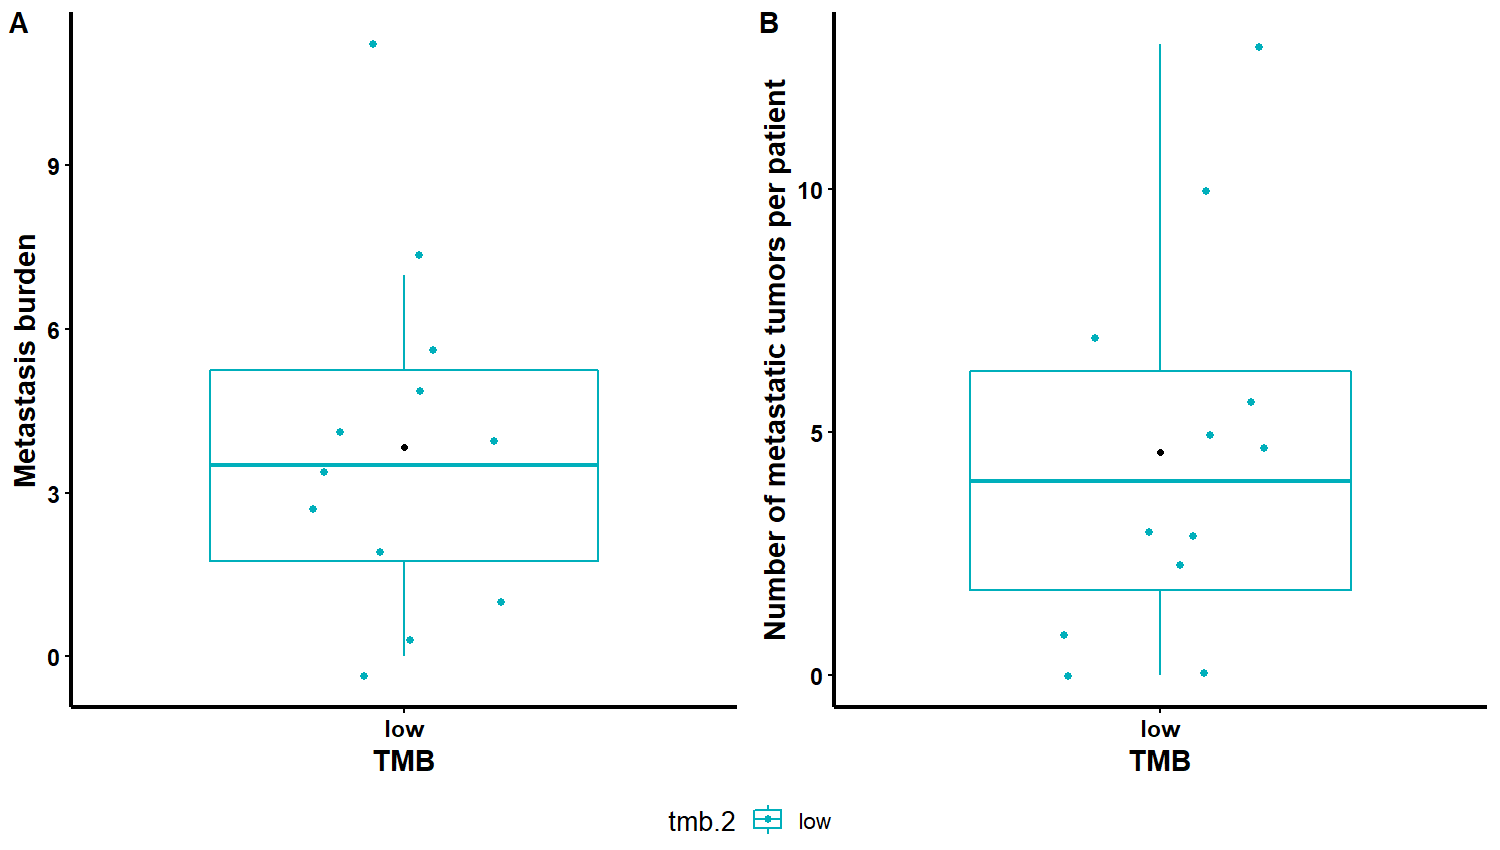 A
Metastasis burden
9
6
3
0
low
TMB
B
Number of metastatic tumors per patient
10
5
0
low
TMB
tmb.2 low